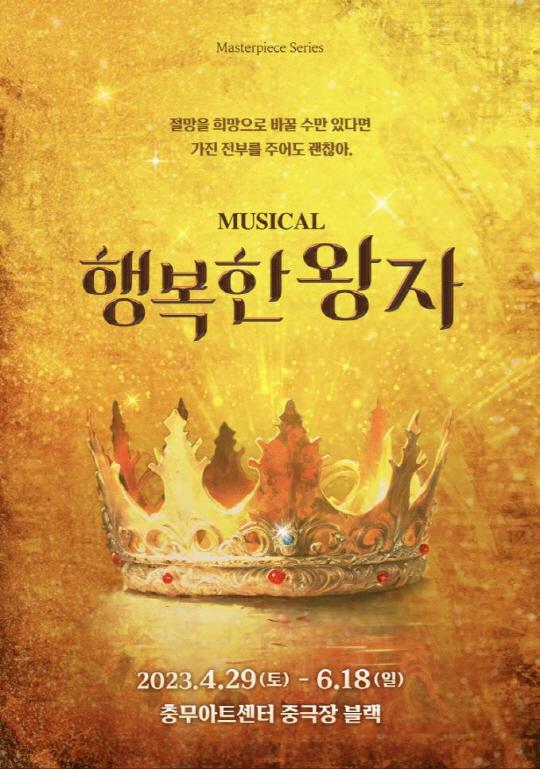 Masterpiece Series
절망을 희망으로 바꿀 수만 있다면
가진 전부를 주어도 괜찮아.
MUSICAL
행복한 왕자
2023.4.29(토) - 6.18(일)
충무아트센터 중극장 블랙